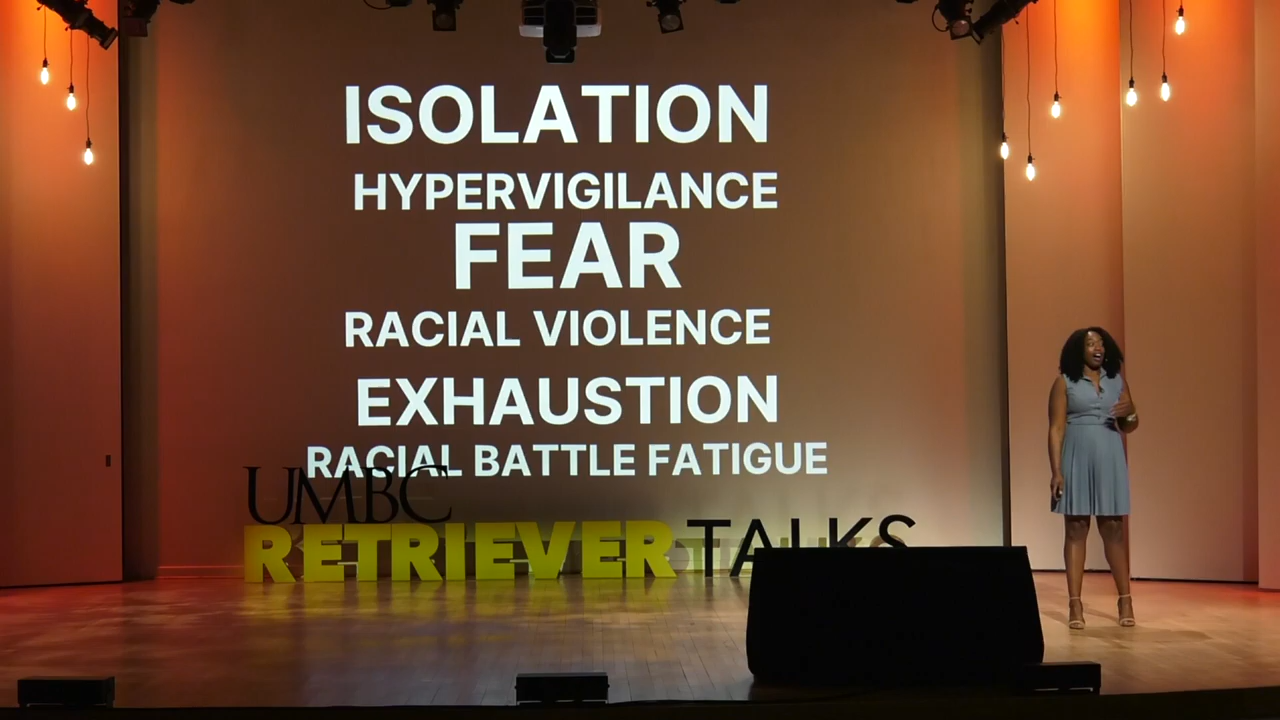 ISOLATION
HYPERVIGILANCE
FEAR
RACIAL VIOLENCE
EXHAUSTION
RACIAL BATTLE FATIGUE
UMBC
RETRIEVER TALKS